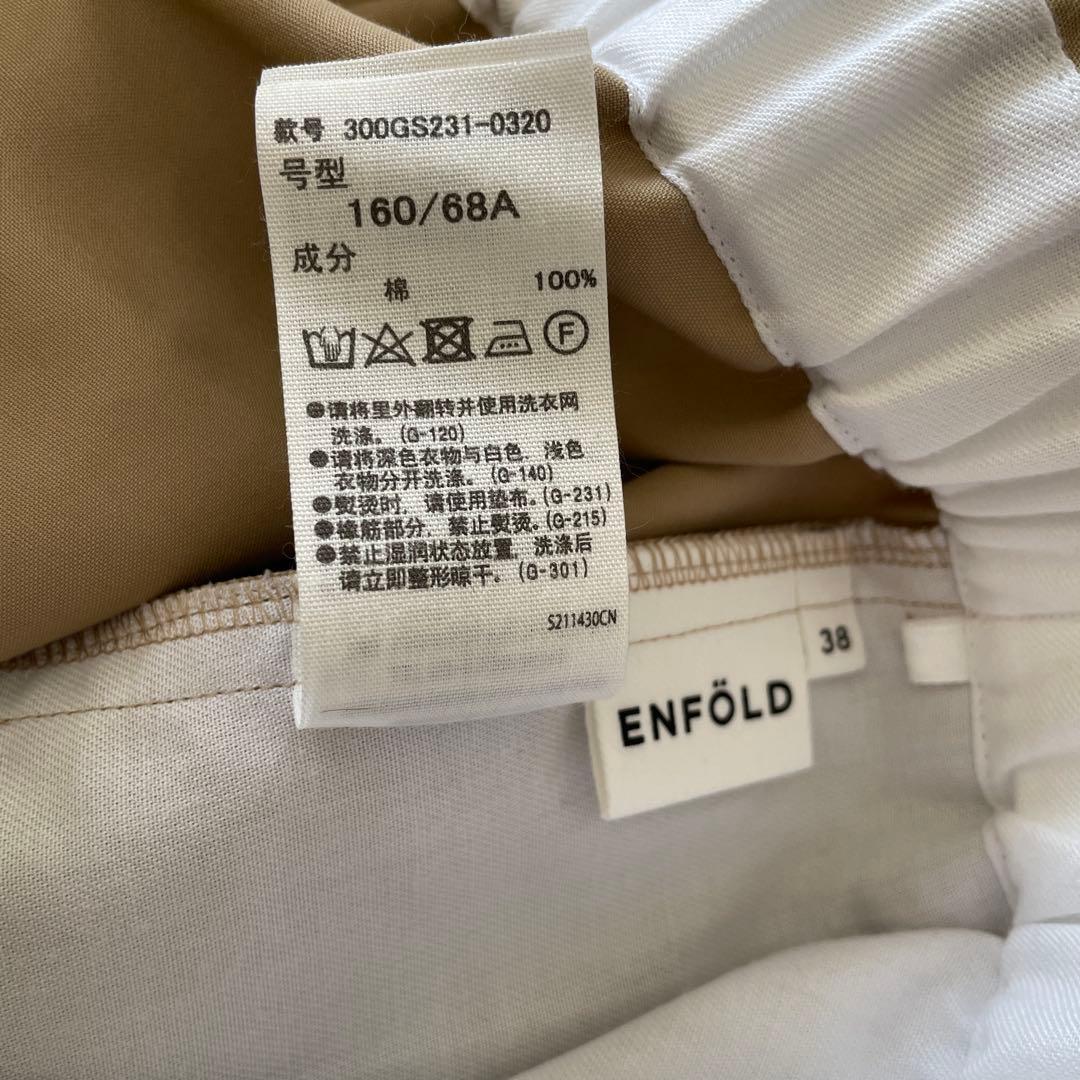 款号 300GS231-0320
号型
160/68A
成分
棉 100%
F
●请将里外翻转并使用洗衣网
洗涤。(G-120)
●请将深色衣物与白色，浅色
衣物分开洗涤。(G-140)
●熨烫时，请使用垫布。(G-231)
●橡筋部分，禁止熨烫。(G-215)
●禁止湿润状态放置，洗涤后
请立即整形晾干。(G-301)
S211430CN
38
ENFÖLD